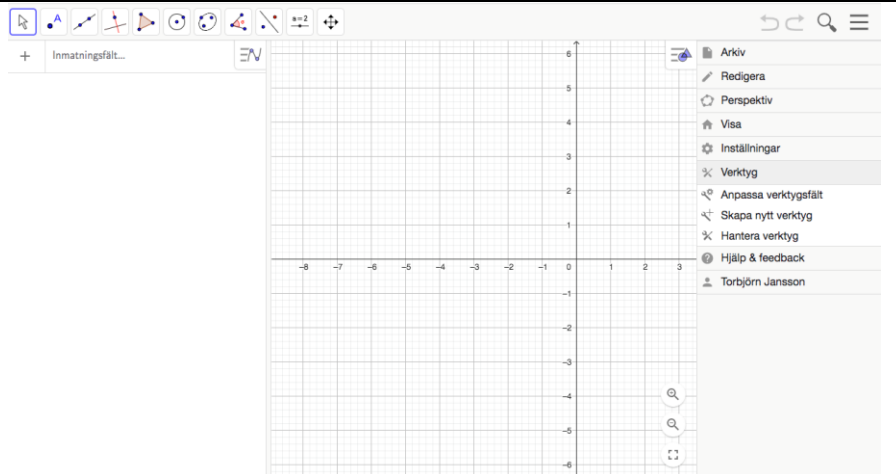 A
a=2
Inmatningsfält...
Arkiv
Redigera
Perspektiv
Visa
Inställningar
Verktyg
Anpassa verktygsfält
Skapa nytt verktyg
Hantera verktyg
Hjälp & feedback
Torbjörn Jansson
6
5
4
3
2
1
–8 –7 –6 –5 –4 –3 –2 –1 0 1 2 3
–1
–2
–3
–4
–5
–6